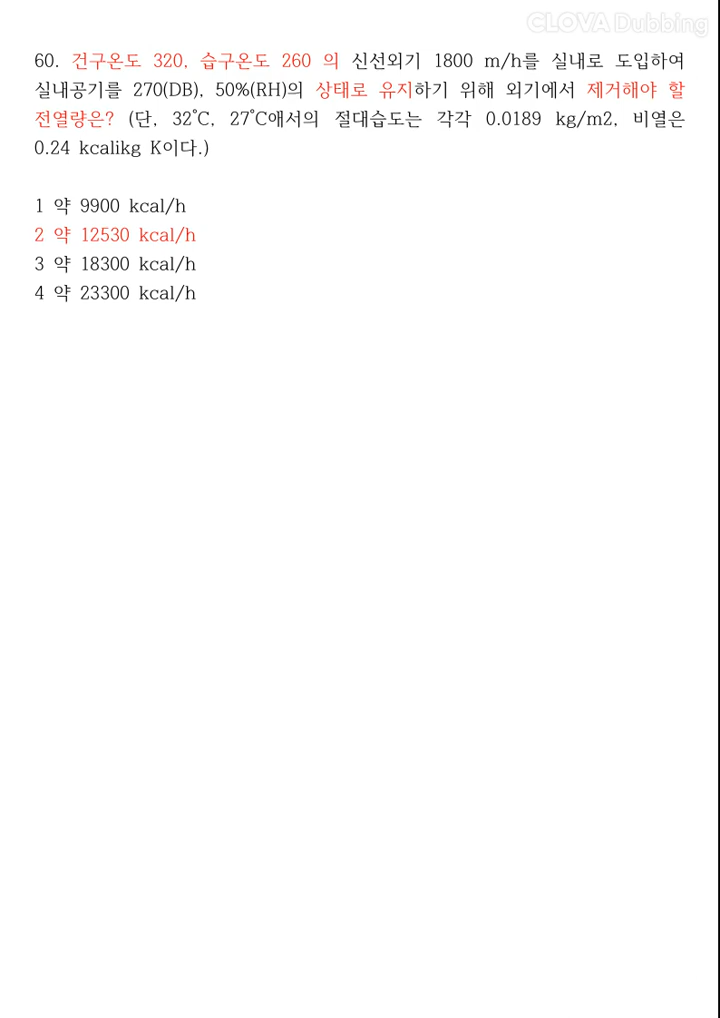 CLOVA Dubbing
60. 건구온도 320, 습구온도 260 의 신선외기 1800 m/h를 실내로 도입하여
실내공기를 270(DB), 50%(RH)의 상태로 유지하기 위해 외기에서 제거해야 할
전열량은? (단, 32°C, 27°C애서의 절대습도는 각각 0.0189 kg/m2, 비열은
0.24 kcalikg K이다.)
1 약 9900 kcal/h
2 약 12530 kcal/h
3 약 18300 kcal/h
4 약 23300 kcal/h